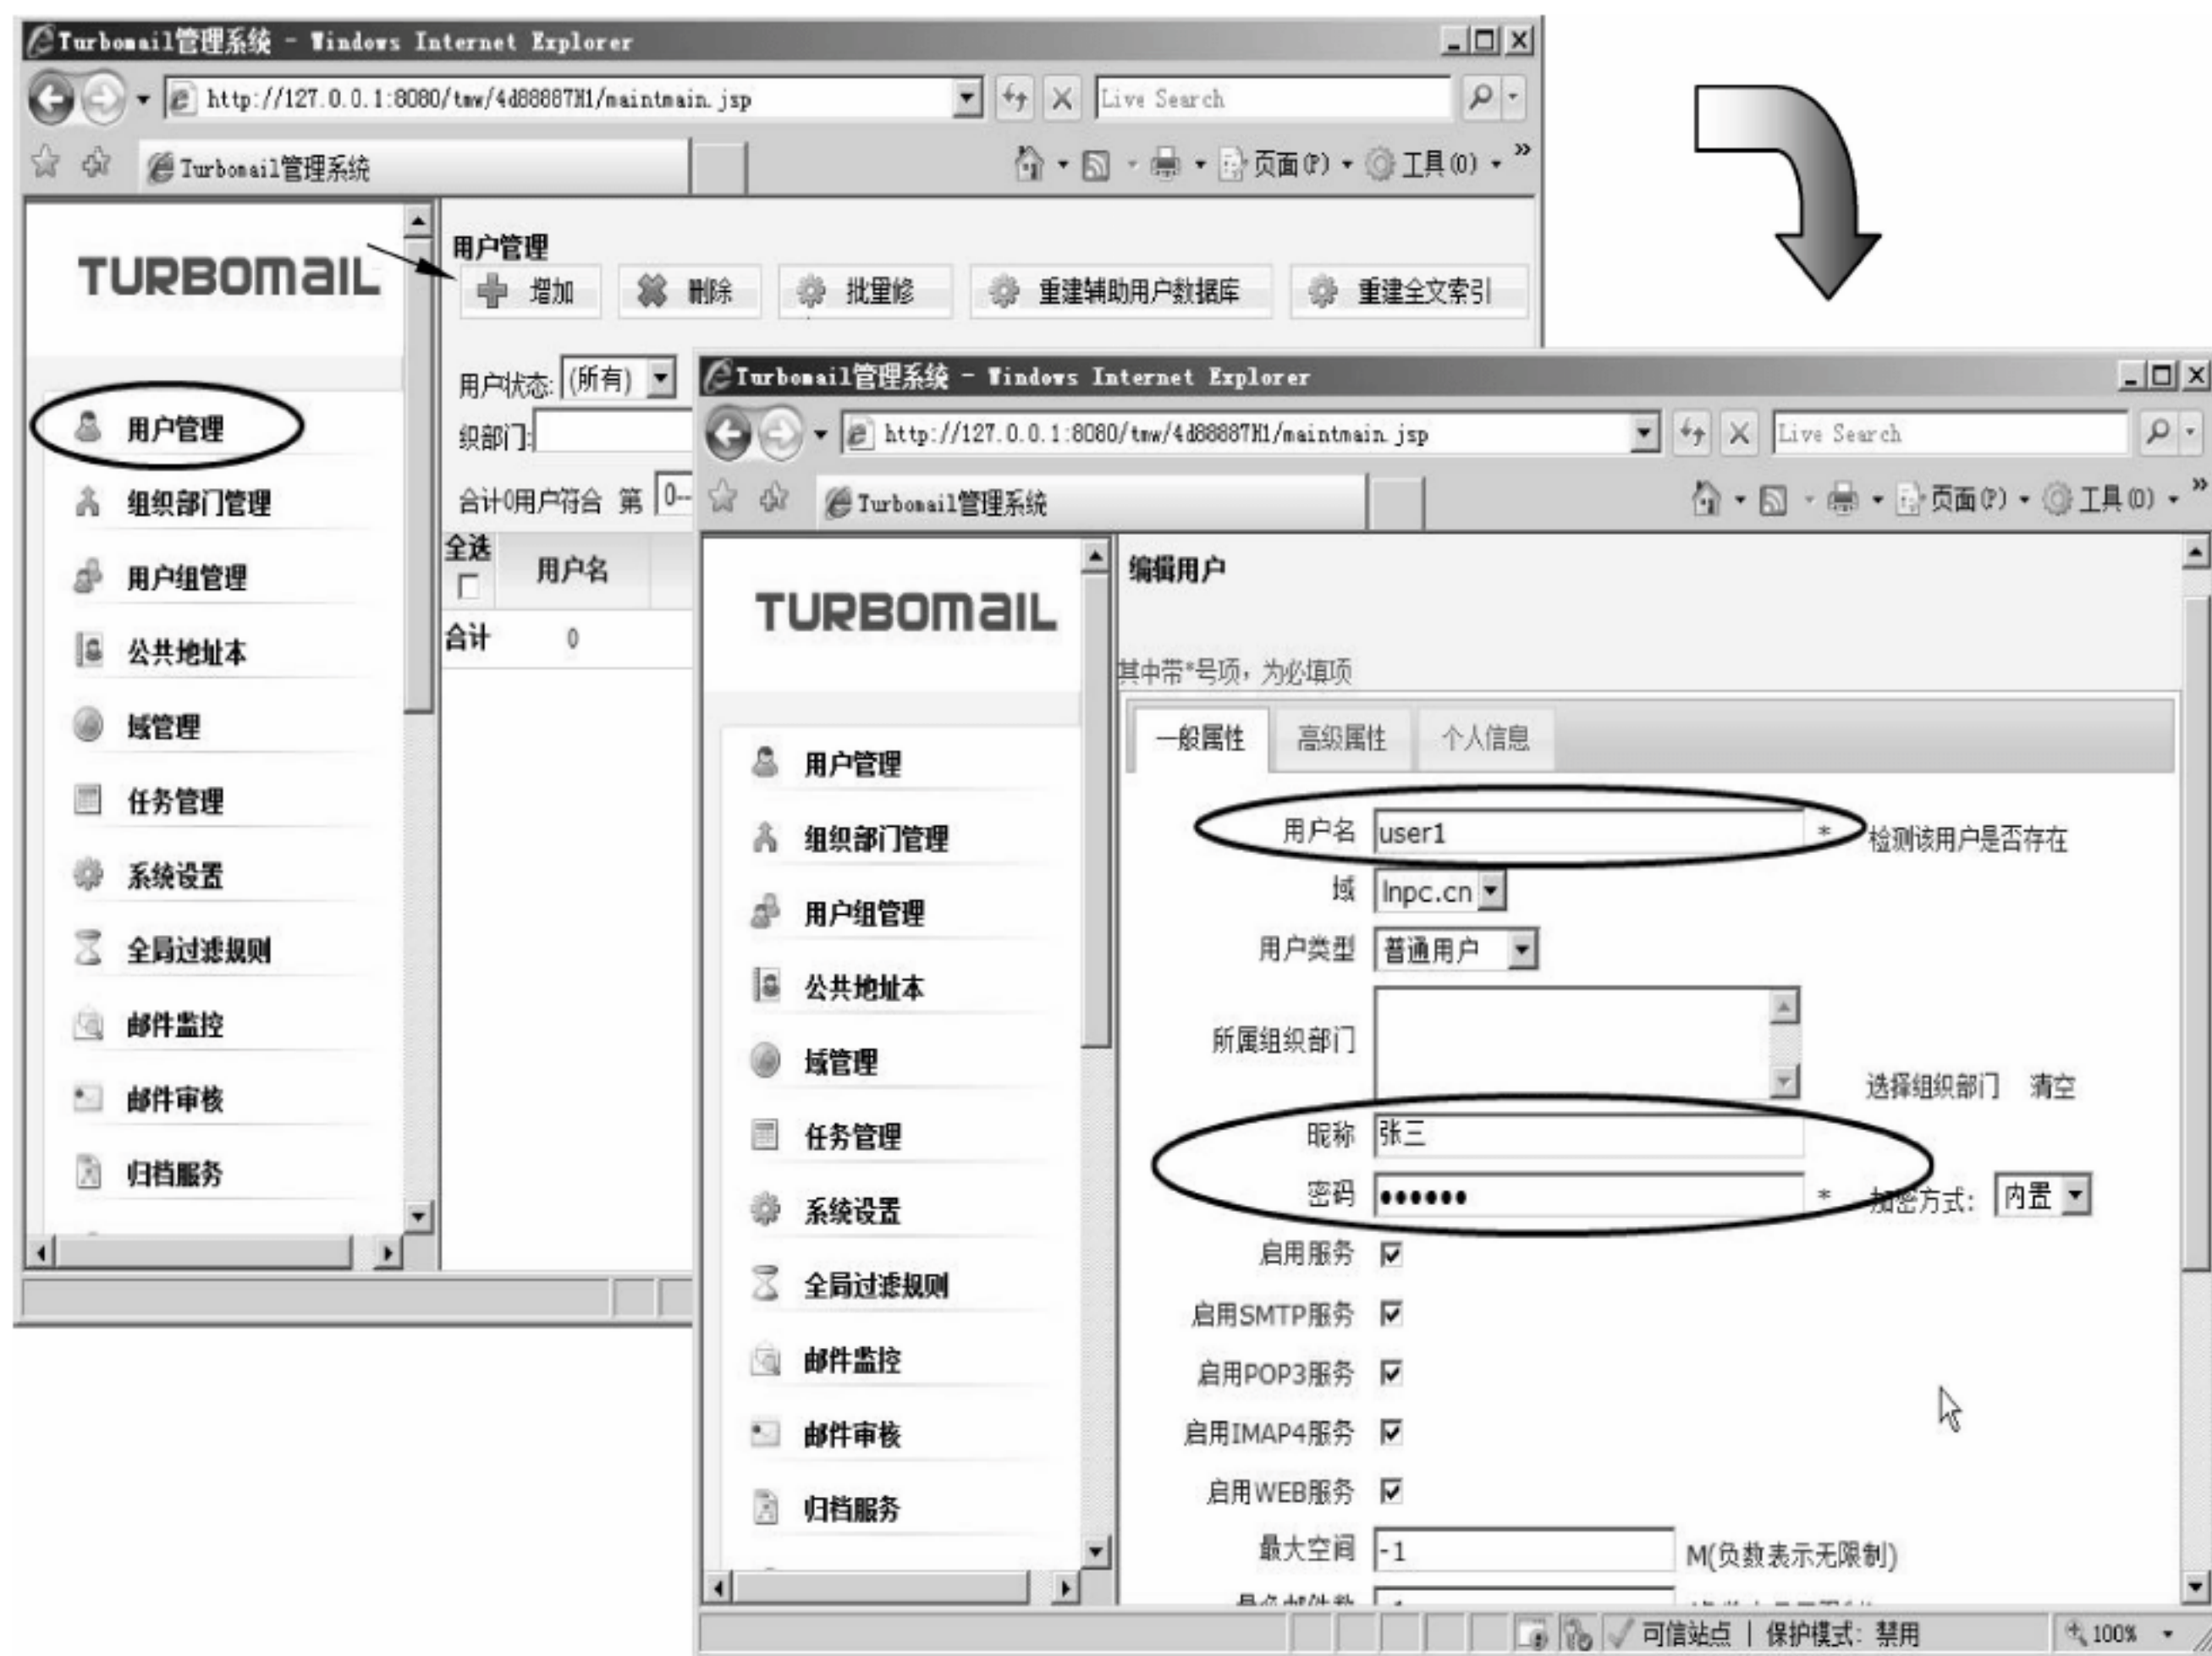 Turbomail管理系统 - Windows Internet Explorer
http://127.0.0.1:8080/tmw/4d88887M1/maintmain.jsp
Live Search
Turbomail管理系统
页面(P)
工具(O)
»
TURBOMAIL
用户管理
组织部门管理
用户组管理
公共地址本
域管理
任务管理
系统设置
全局过滤规则
邮件监控
邮件审核
归档服务
用户管理
增加 删除 批量修 重建辅助用户数据库 重建全文索引
用户状态: (所有)
织部门:
合计0用户符合 第 0--
全选 用户名
合计 0
Turbomail管理系统 - Windows Internet Explorer
http://127.0.0.1:8080/tmw/4d88887M1/maintmain.jsp
Live Search
Turbomail管理系统
页面(P)
工具(O)
»
TURBOMAIL
用户管理
组织部门管理
用户组管理
公共地址本
域管理
任务管理
系统设置
全局过滤规则
邮件监控
邮件审核
归档服务
编辑用户
其中带*号项，为必填项
一般属性 高级属性 个人信息
用户名 user1 * 检测该用户是否存在
域 lnpc.cn
用户类型 普通用户
所属组织部门
选择组织部门 清空
昵称 张三
密码 ●●●●●● * 加密方式: 内置
启用服务
启用SMTP服务
启用POP3服务
启用IMAP4服务
启用WEB服务
最大空间 -1 M(负数表示无限制)
可信站点 | 保护模式: 禁用
100%